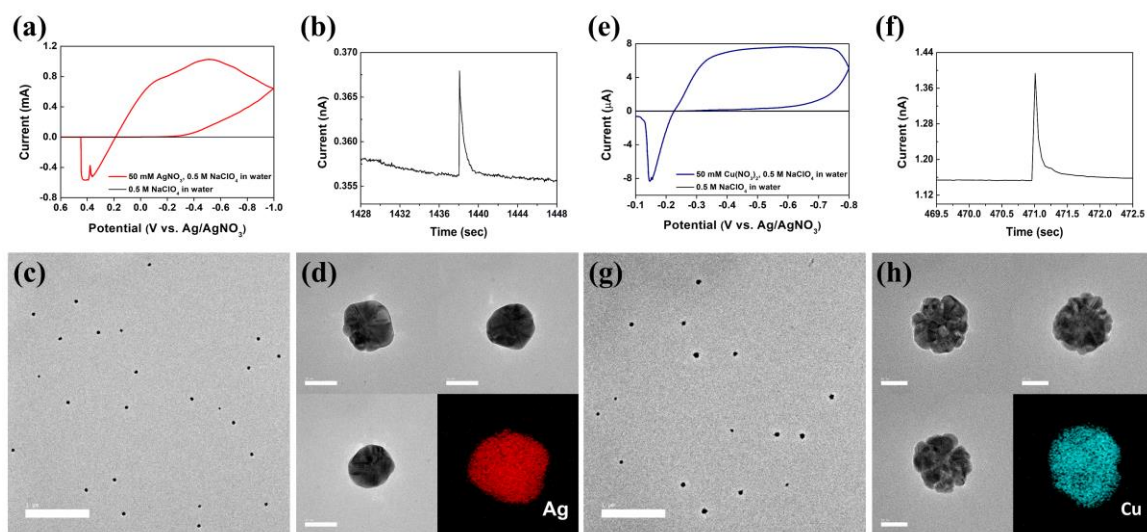 (a)
1.2
0.8
0.4
0.0
-0.4
-0.8
Current (mA)
50 mM AgNO₃, 0.5 M NaClO₄ in water
0.5 M NaClO₄ in water
0.6 0.4 0.2 0.0 -0.2 -0.4 -0.6 -0.8 -1.0
Potential (V vs. Ag/AgNO₃)
(b)
0.370
0.365
0.360
0.358
0.355
Current (nA)
1428 1432 1436 1440 1444 1448
Time (sec)
(e)
8
4
0
-4
-8
Current (μA)
50 mM Cu(NO₃)₂, 0.5 M NaClO₄ in water
0.5 M NaClO₄ in water
-0.1 -0.2 -0.3 -0.4 -0.5 -0.6 -0.7 -0.8
Potential (V vs. Ag/AgNO₃)
(f)
1.44
1.36
1.28
1.20
1.12
Current (nA)
469.5 470.0 470.5 471.0 471.5 472.0 472.5
Time (sec)
(c)
(d)
Ag
(g)
(h)
Cu